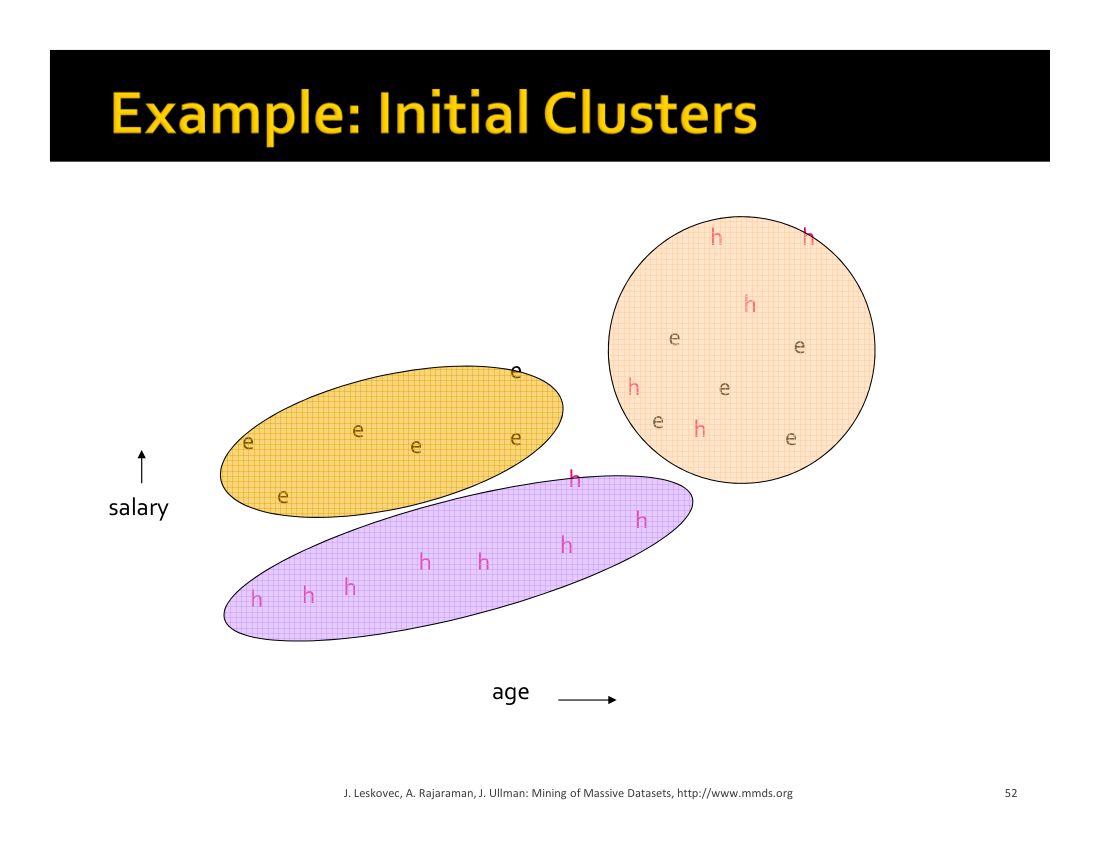 Example: Initial Clusters
h h
h
e e
h e
e h e
e
e e e e
e
h
h
h h h
h h h
salary
age
J. Leskovec, A. Rajaraman, J. Ullman: Mining of Massive Datasets, http://www.mmds.org 52